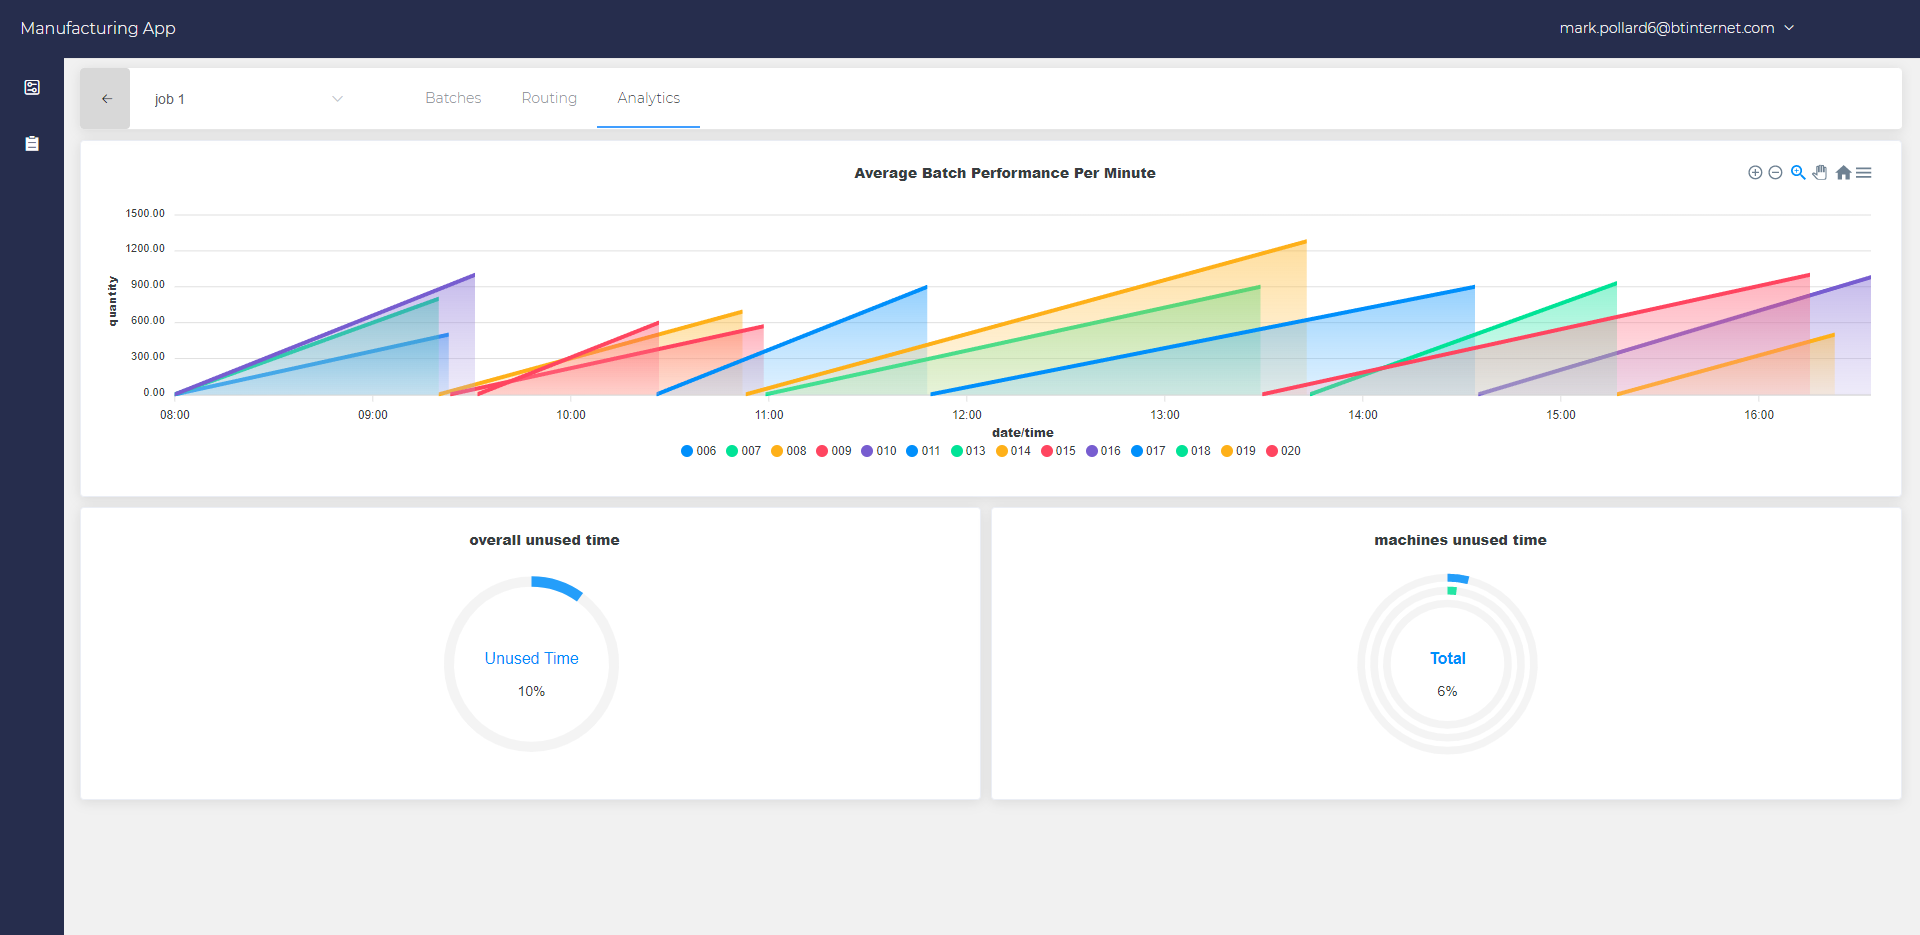 Manufacturing App
mark.pollard6@btinternet.com
job 1
Batches Routing Analytics
Average Batch Performance Per Minute
1500.00
1200.00
900.00
600.00
300.00
0.00
quantity
08:00 09:00 10:00 11:00 12:00 13:00 14:00 15:00 16:00
date/time
006 007 008 009 010 011 013 014 015 016 017 018 019 020
overall unused time
Unused Time
10%
machines unused time
Total
6%